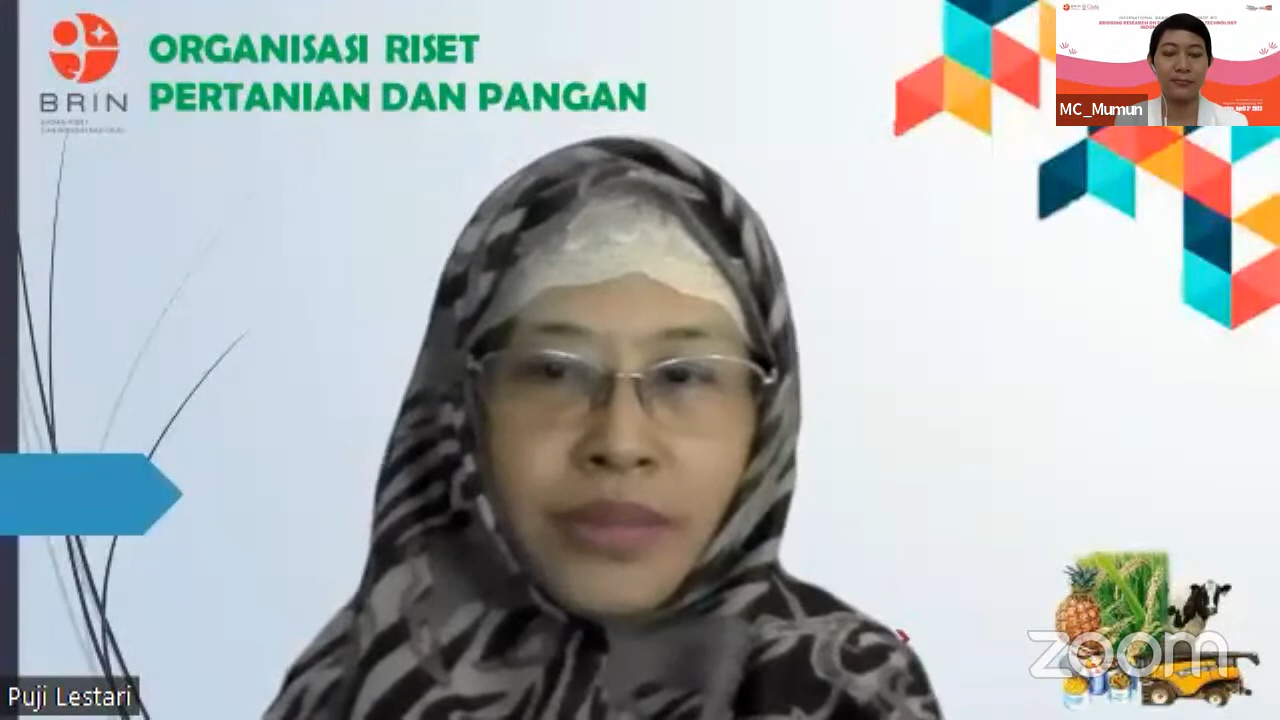 ORGANISASI RISET
PERTANIAN DAN PANGAN
BRIN
MC_Mumun
Puji Lestari
zoom